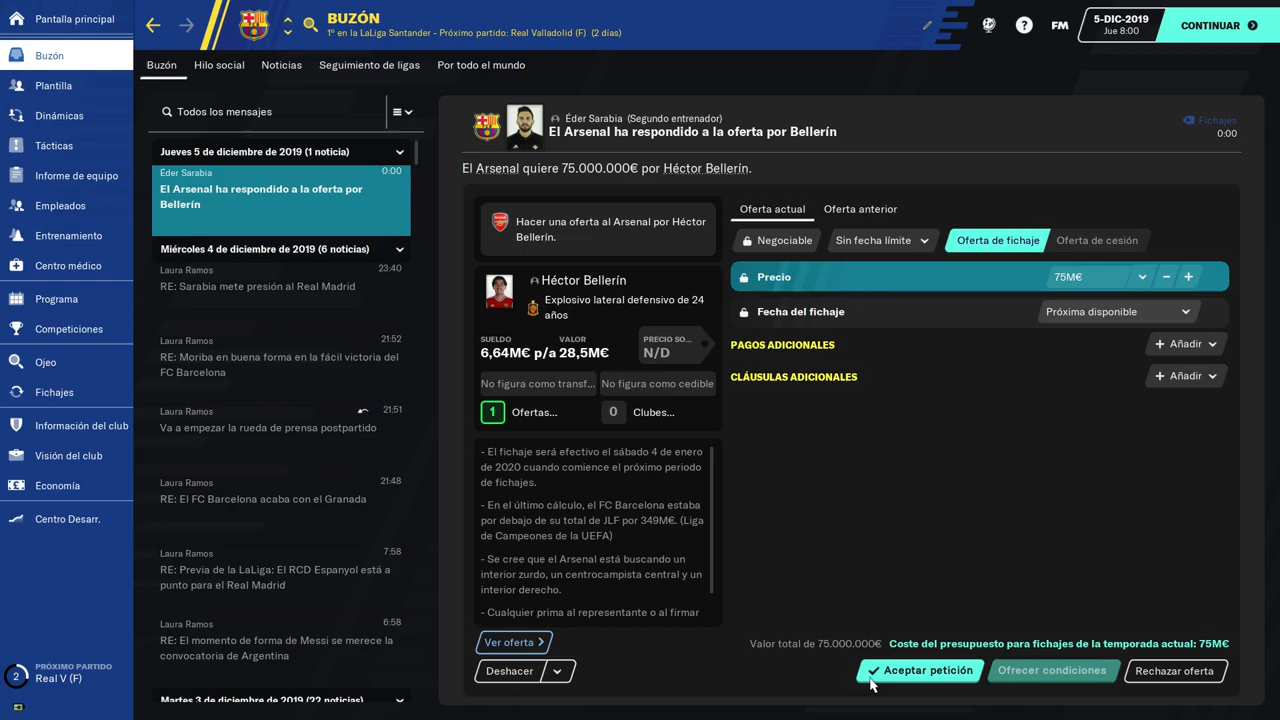 Pantalla principal
Buzón
Plantilla
Dinámicas
Tácticas
Informe de equipo
Empleados
Entrenamiento
Centro médico
Programa
Competiciones
Ojeo
Fichajes
Información del club
Visión del club
Economía
Centro Desarr.
2
PRÓXIMO PARTIDO
Real V (F)
BUZÓN
1º en la LaLiga Santander - Próximo partido: Real Valladolid (F) (2 días)
?
FM
5-DIC-2019
Jue 8:00
CONTINUAR
Buzón
Hilo social
Noticias
Seguimiento de ligas
Por todo el mundo
Todos los mensajes
Jueves 5 de diciembre de 2019 (1 noticia)
Éder Sarabia
0:00
El Arsenal ha respondido a la oferta por
Bellerín
Miércoles 4 de diciembre de 2019 (6 noticias)
Laura Ramos
23:40
RE: Sarabia mete presión al Real Madrid
Laura Ramos
21:52
RE: Moriba en buena forma en la fácil victoria del
FC Barcelona
Laura Ramos
21:51
Va a empezar la rueda de prensa postpartido
Laura Ramos
21:48
RE: El FC Barcelona acaba con el Granada
Laura Ramos
7:58
RE: Previa de la LaLiga: El RCD Espanyol está a
punto para el Real Madrid
Laura Ramos
6:58
RE: El momento de forma de Messi se merece la
convocatoria de Argentina
Martes 3 de diciembre de 2019 (22 noticias)
Éder Sarabia (Segundo entrenador)
El Arsenal ha respondido a la oferta por Bellerín
Fichajes
0:00
El Arsenal quiere 75.000.000€ por Héctor Bellerín.
Hacer una oferta al Arsenal por Héctor
Bellerín.
Héctor Bellerín
Explosivo lateral defensivo de 24
años
SUELDO
6,64M€ p/a
VALOR
28,5M€
PRECIO SO...
N/D
No figura como transf...
No figura como cedible
1
Ofertas...
0
Clubes...
- El fichaje será efectivo el sábado 4 de enero
de 2020 cuando comience el próximo periodo
de fichajes.
- En el último cálculo, el FC Barcelona estaba
por debajo de su total de JLF por 349M€. (Liga
de Campeones de la UEFA)
- Se cree que el Arsenal está buscando un
interior zurdo, un centrocampista central y un
interior derecho.
- Cualquier prima al representante o al firmar
Ver oferta
Deshacer
Oferta actual
Oferta anterior
Negociable
Sin fecha límite
Oferta de fichaje
Oferta de cesión
Precio
75M€
Fecha del fichaje
Próxima disponible
PAGOS ADICIONALES
+ Añadir
CLÁUSULAS ADICIONALES
+ Añadir
Valor total de 75.000.000€
Coste del presupuesto para fichajes de la temporada actual: 75M€
Aceptar petición
Ofrecer condiciones
Rechazar oferta